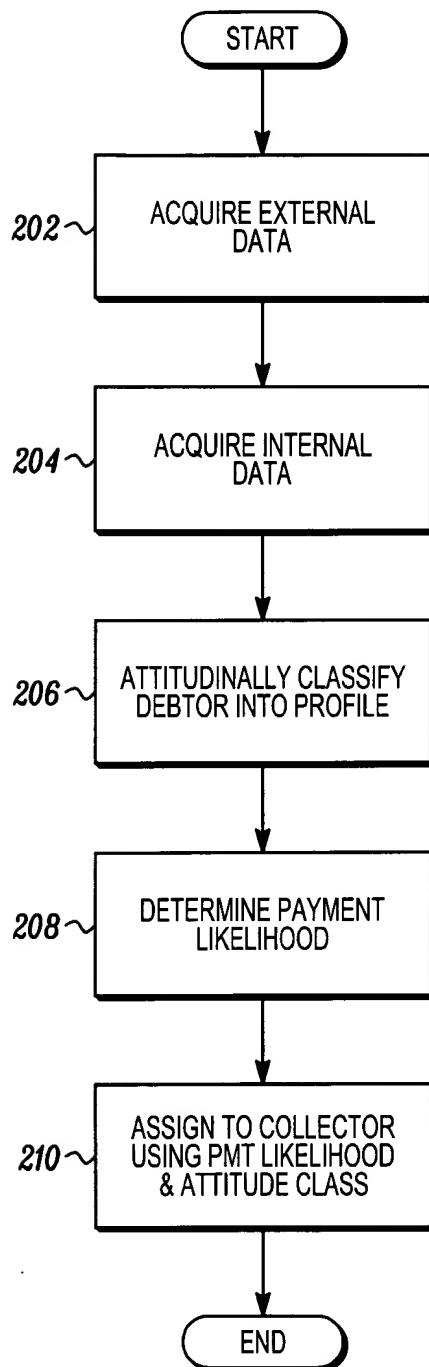 START
202
ACQUIRE EXTERNAL
DATA
204
ACQUIRE INTERNAL
DATA
206
ATTITUDINALLY CLASSIFY
DEBTOR INTO PROFILE
208
DETERMINE PAYMENT
LIKELIHOOD
210
ASSIGN TO COLLECTOR
USING PMT LIKELIHOOD
& ATTITUDE CLASS
END